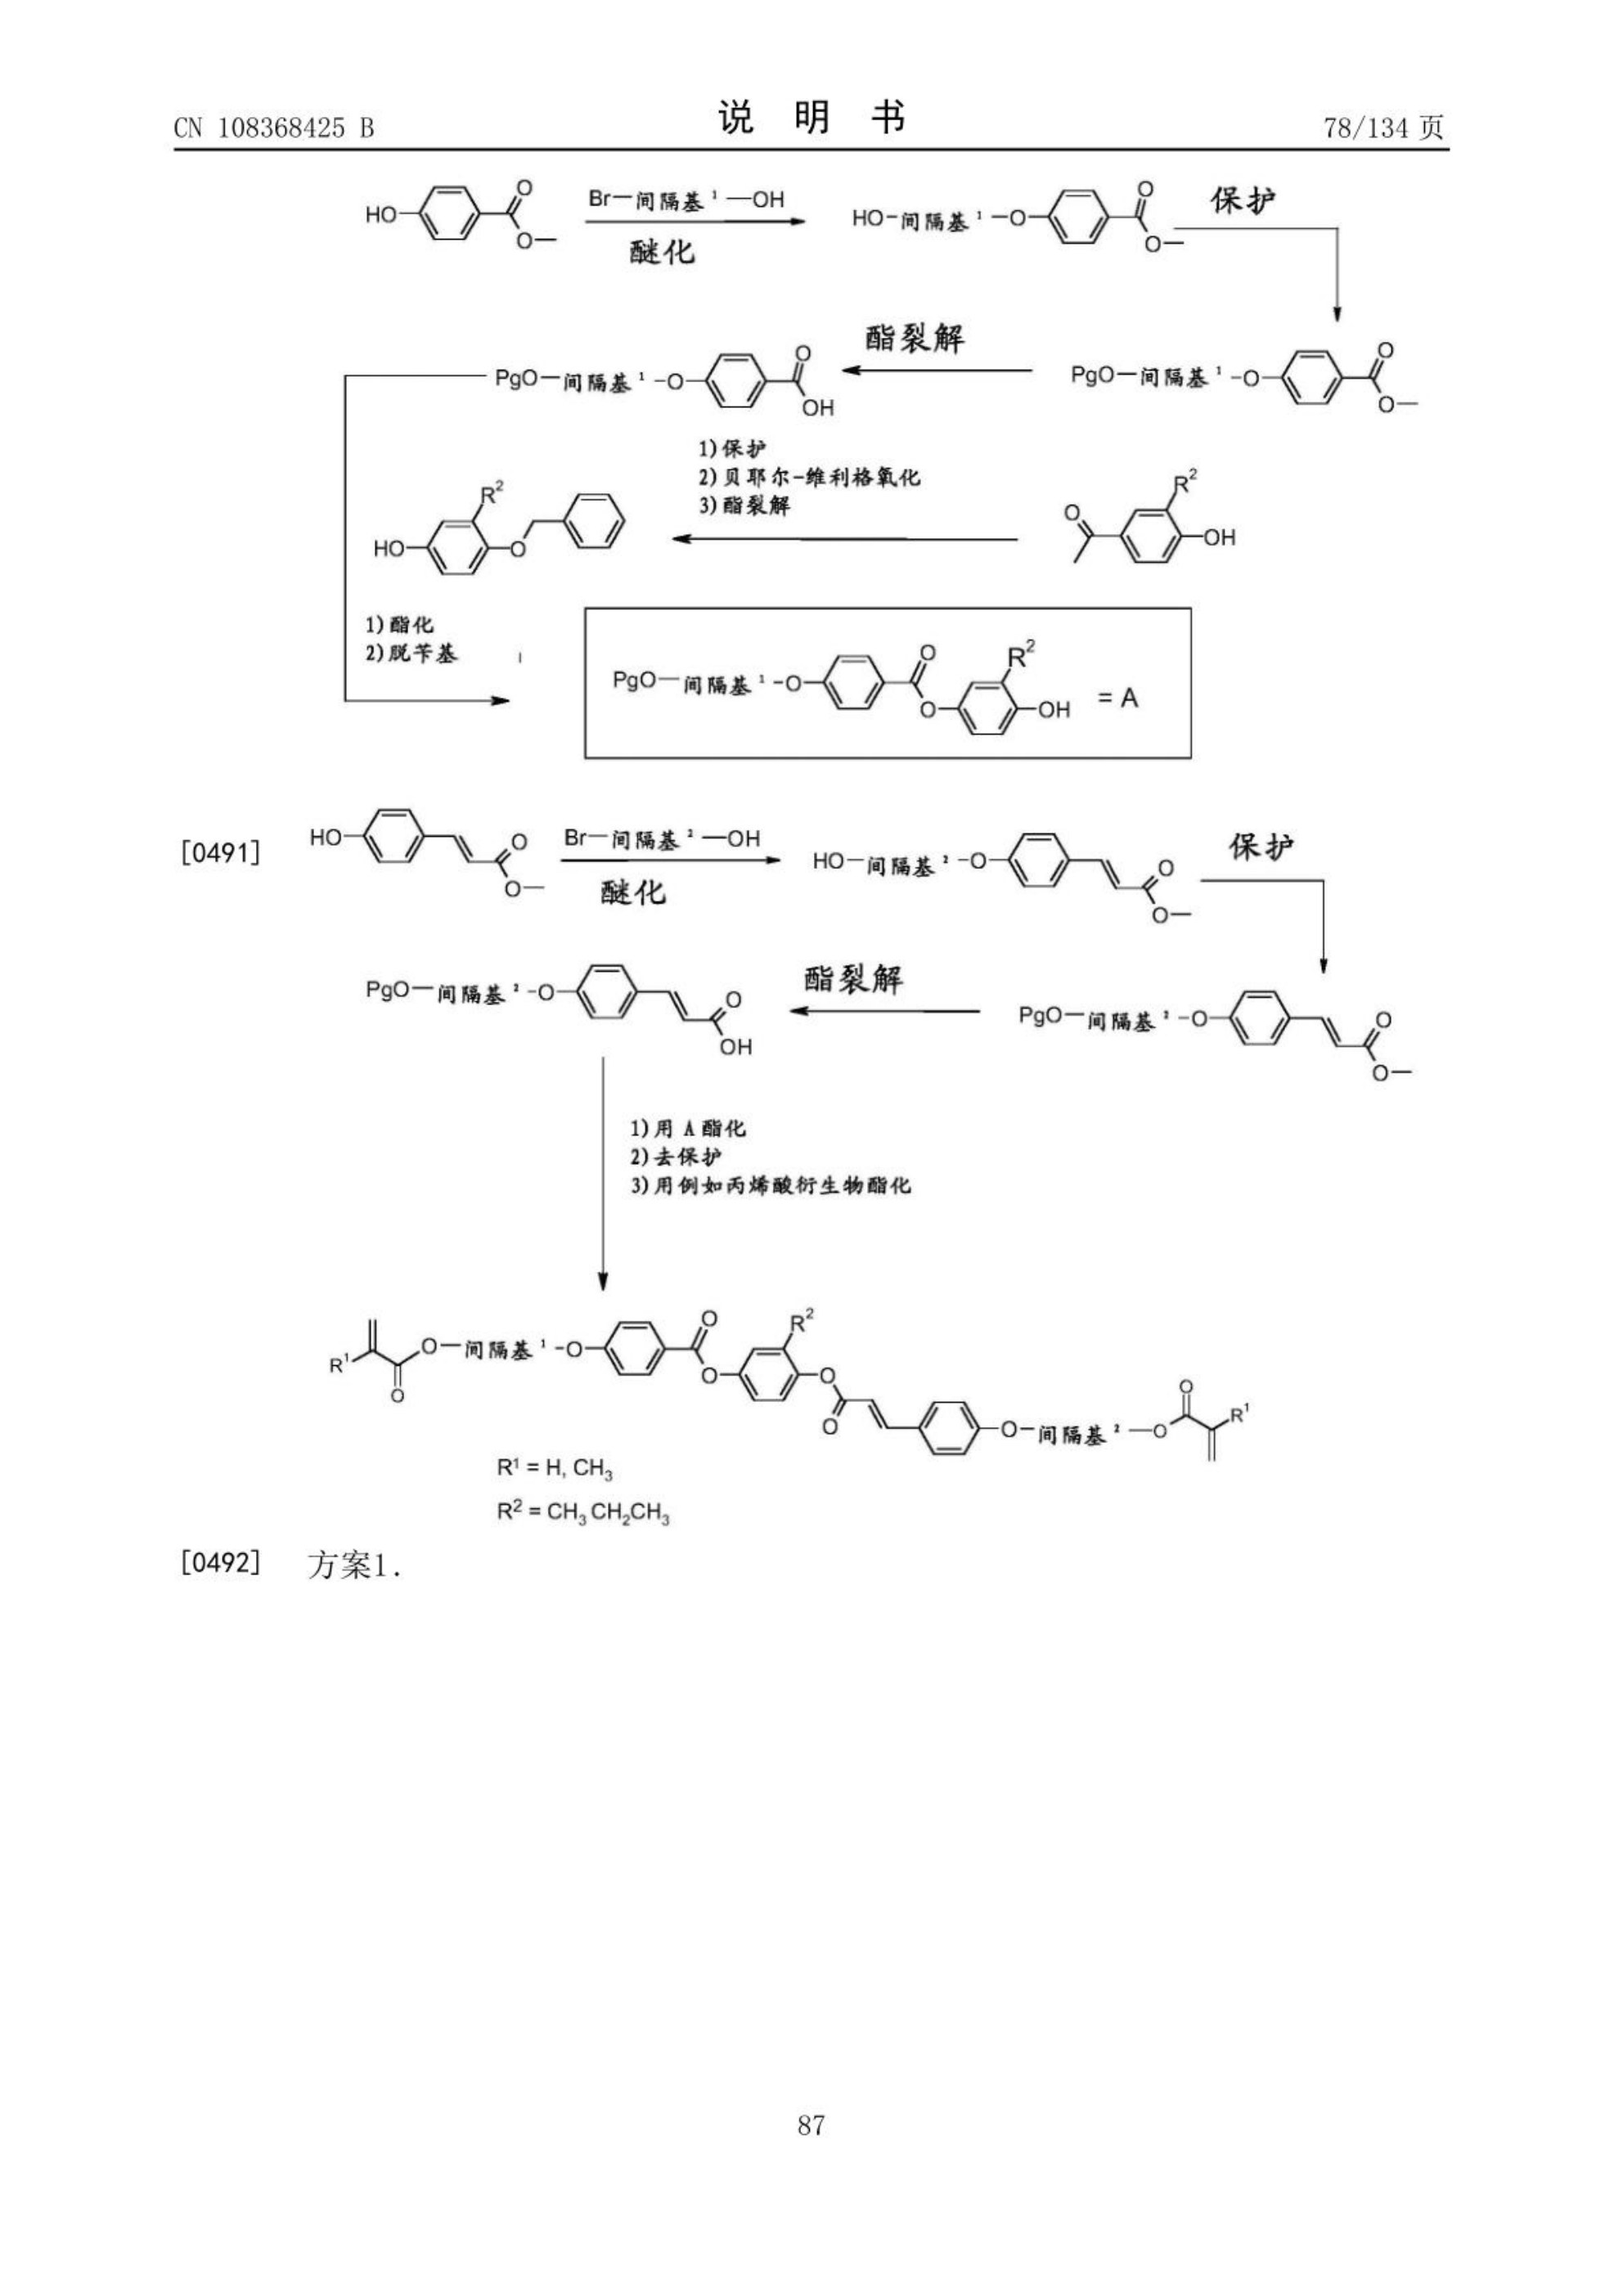 CN 108368425 B
说 明 书
78/134 页
HO O O
Br—间隔基¹—OH
醚化
HO-间隔基¹-O O O
保护
PgO—间隔基¹-O O OH
酯裂解
PgO—间隔基¹-O O O
1)保护
2)贝耶尔-维利格氧化
3)酯裂解
HO R² O
O R² OH
1)酯化
2)脱苄基
PgO—间隔基¹-O O O R² OH = A
[0491]
HO O O
Br—间隔基²—OH
醚化
HO—间隔基²-O O O
保护
PgO—间隔基²-O O OH
酯裂解
PgO—间隔基²-O O O
1)用 A 酯化
2)去保护
3)用例如丙烯酸衍生物酯化
R¹ O O—间隔基¹-O O O R² O O O—间隔基²—O O R¹
R¹ = H, CH₃
R² = CH₃ CH₂CH₃
[0492] 方案1.
87